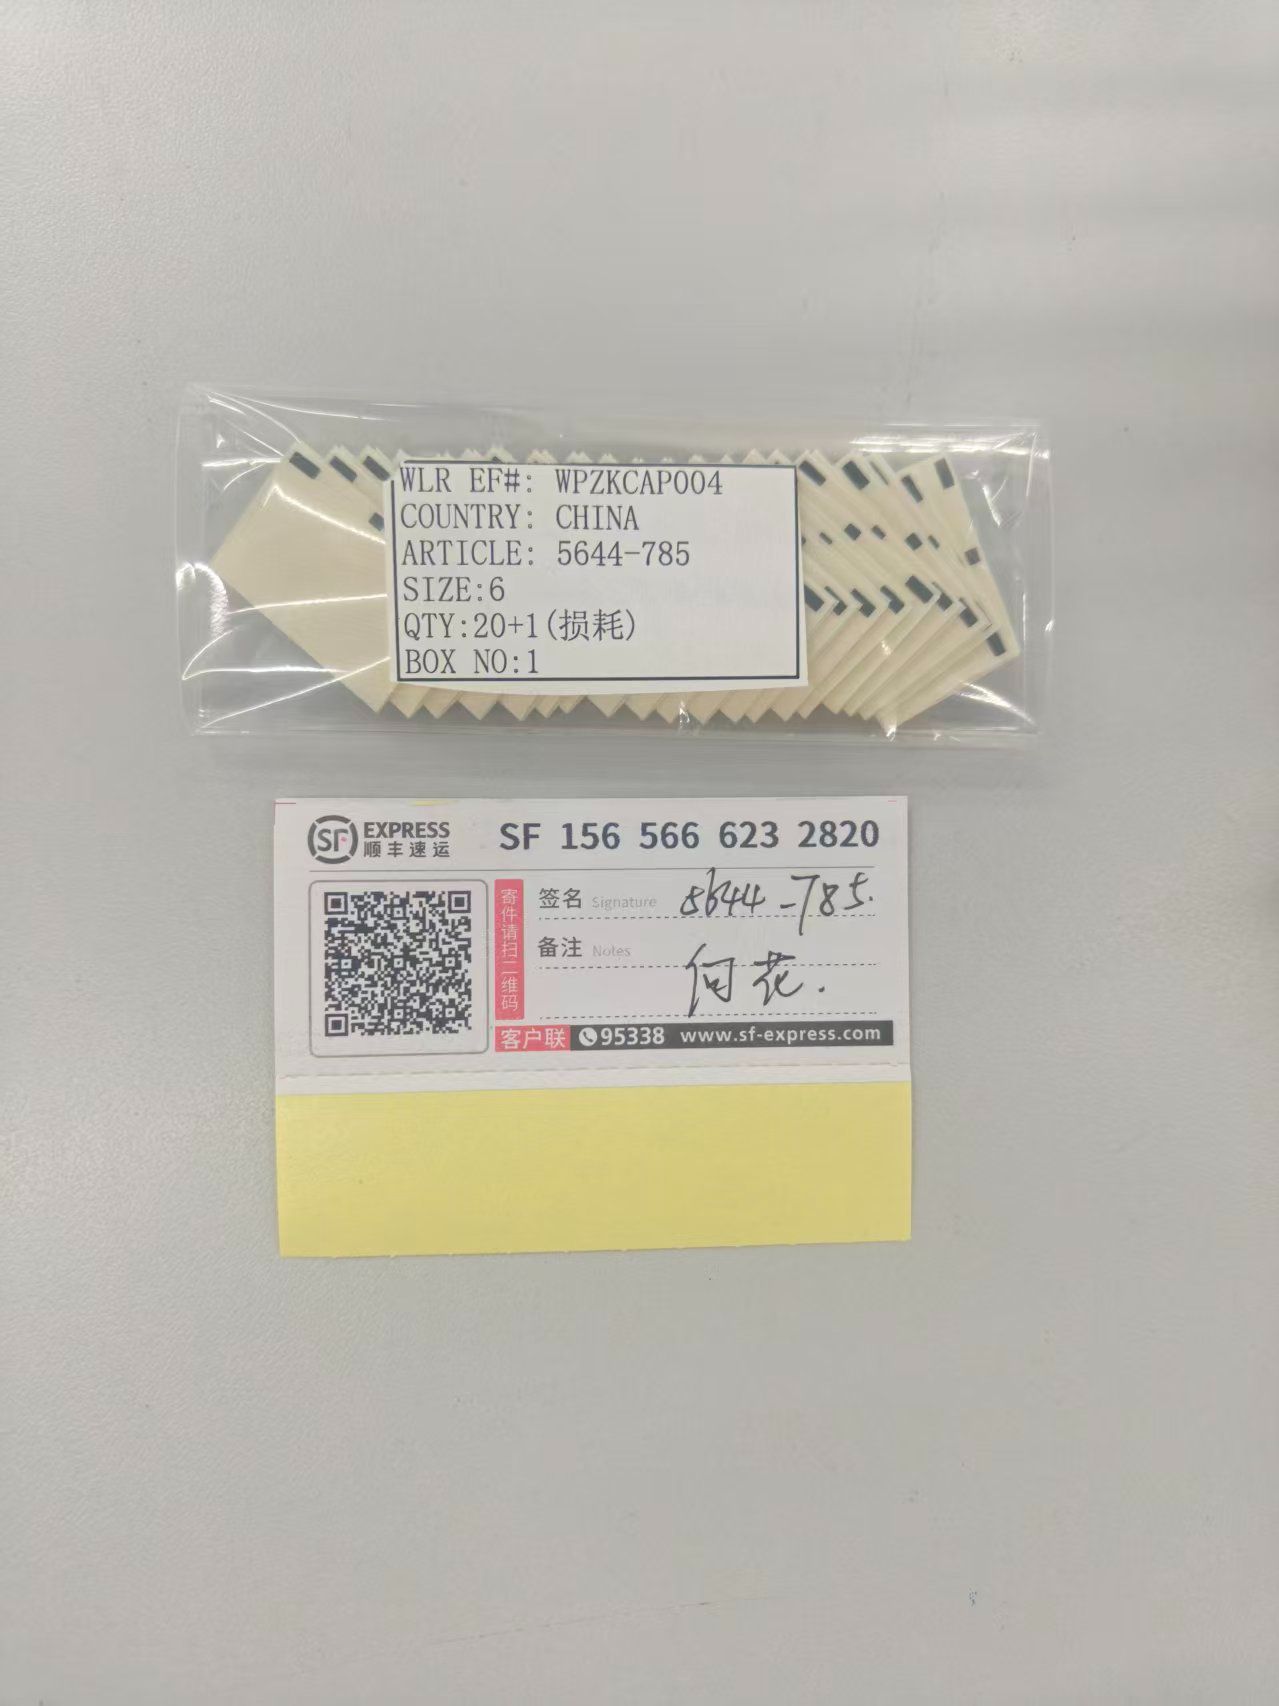 WLR EF#: WPZKCAP004
COUNTRY: CHINA
ARTICLE: 5644-785
SIZE:6
QTY:20+1(损耗)
BOX NO:1
SF EXPRESS
顺丰速运
SF 156 566 623 2820
寄件请扫二维码
签名 Signature 5644-785.
备注 Notes
何花.
客户联 95338 www.sf-express.com